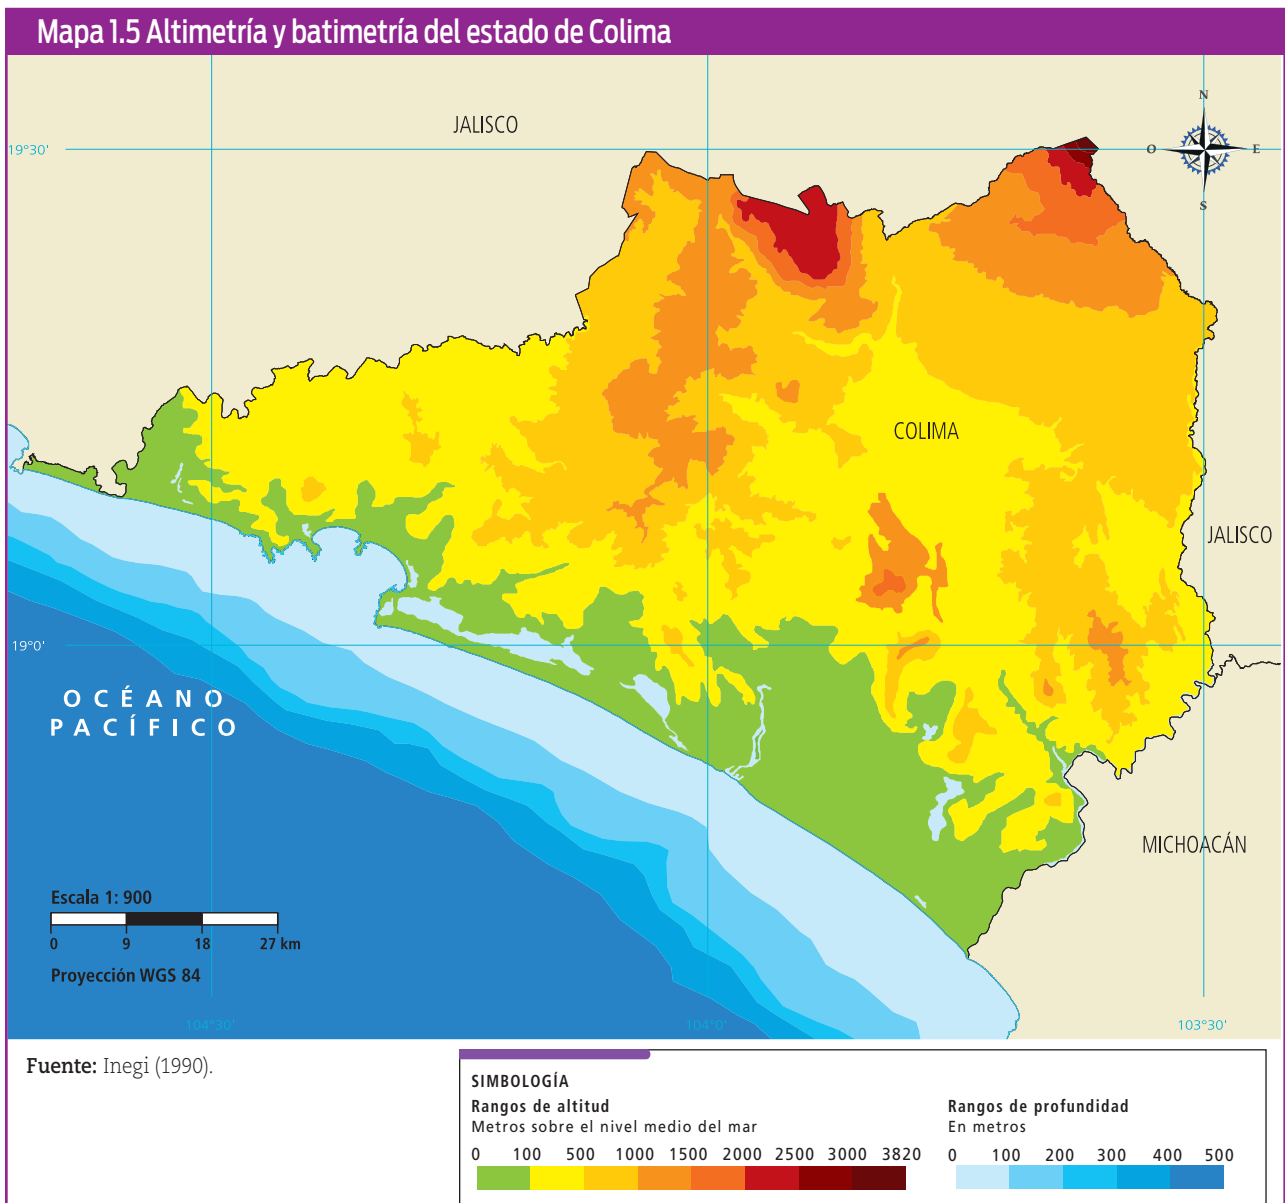 Mapa 1.5 Altimetría y batimetría del estado de Colima
JALISCO
N
19°30'
O
E
S
COLIMA
JALISCO
19°0'
OCÉANO
PACÍFICO
MICHOACÁN
Escala 1: 900
0 9 18 27 km
Proyección WGS 84
104°30' 104°0' 103°30'
Fuente: Inegi (1990).
SIMBOLOGÍA
Rangos de altitud
Metros sobre el nivel medio del mar
0 100 500 1000 1500 2000 2500 3000 3820
Rangos de profundidad
En metros
0 100 200 300 400 500